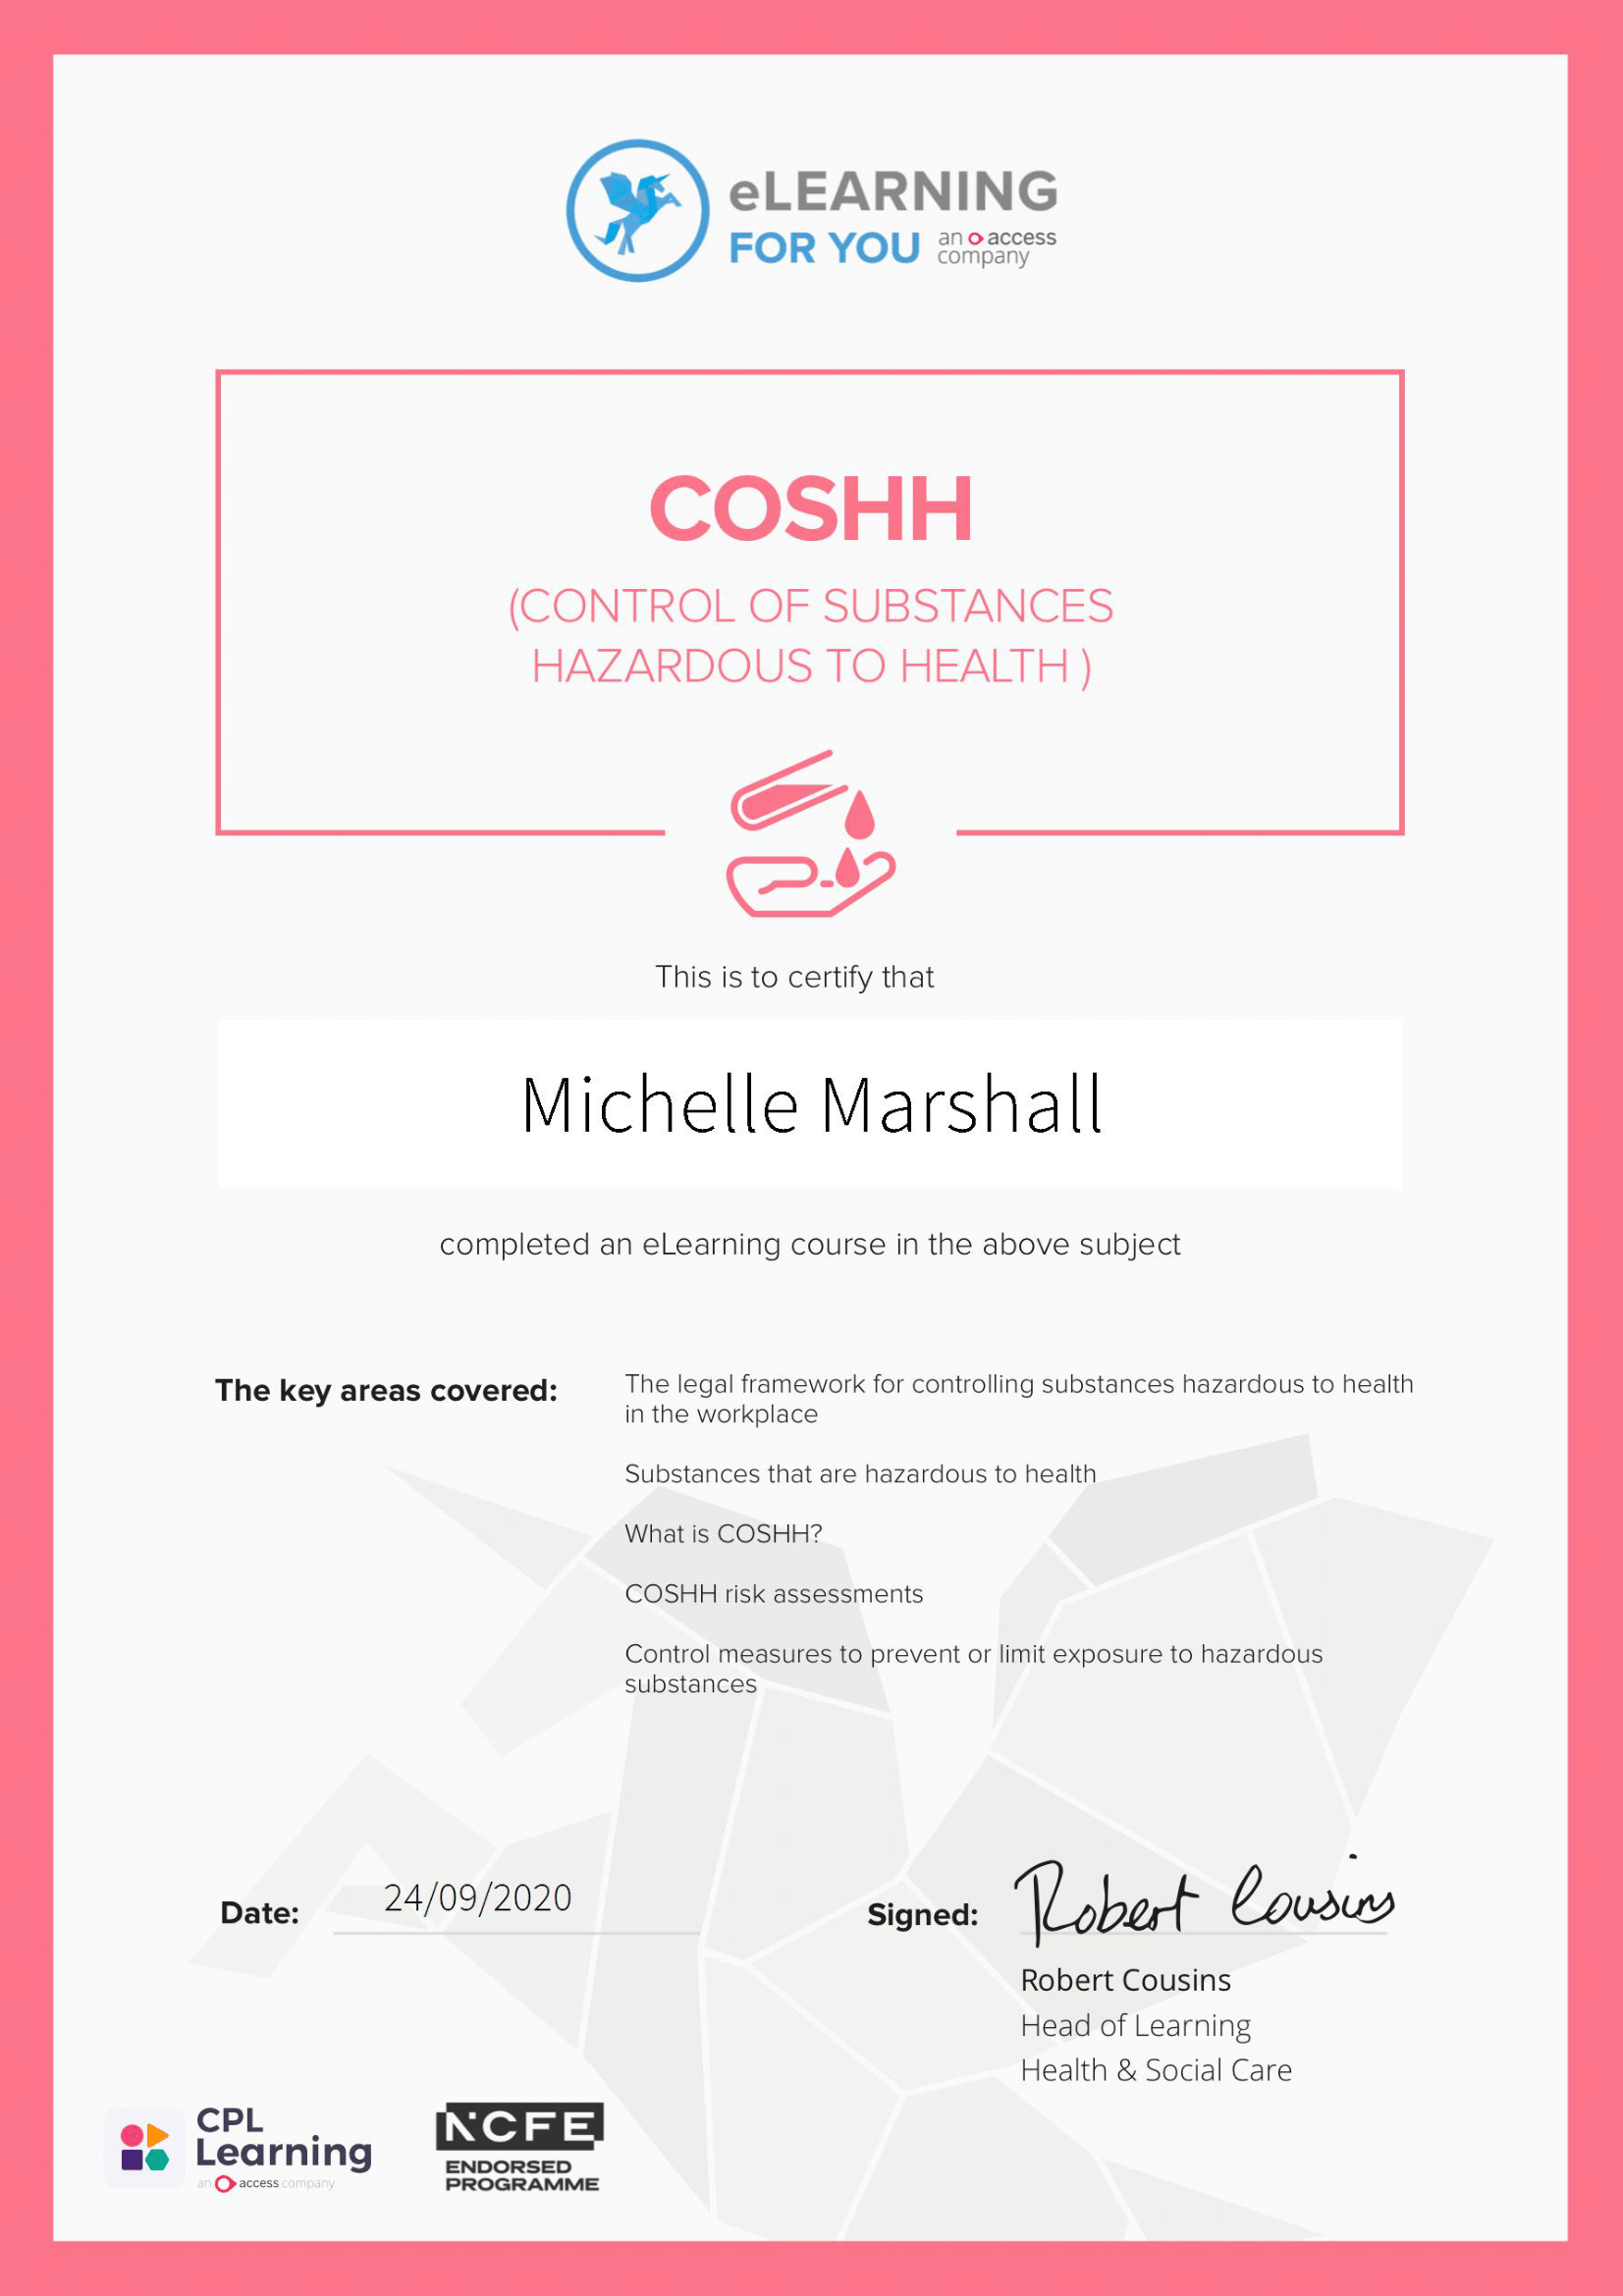 eLEARNING
FOR YOU an access
company
COSHH
(CONTROL OF SUBSTANCES
HAZARDOUS TO HEALTH )
This is to certify that
Michelle Marshall
completed an eLearning course in the above subject
The key areas covered:
The legal framework for controlling substances hazardous to health
in the workplace
Substances that are hazardous to health
What is COSHH?
COSHH risk assessments
Control measures to prevent or limit exposure to hazardous
substances
Date: 24/09/2020
Signed: Robert Cousins
Robert Cousins
Head of Learning
Health & Social Care
CPL
Learning
an access company
NCFE
ENDORSED
PROGRAMME